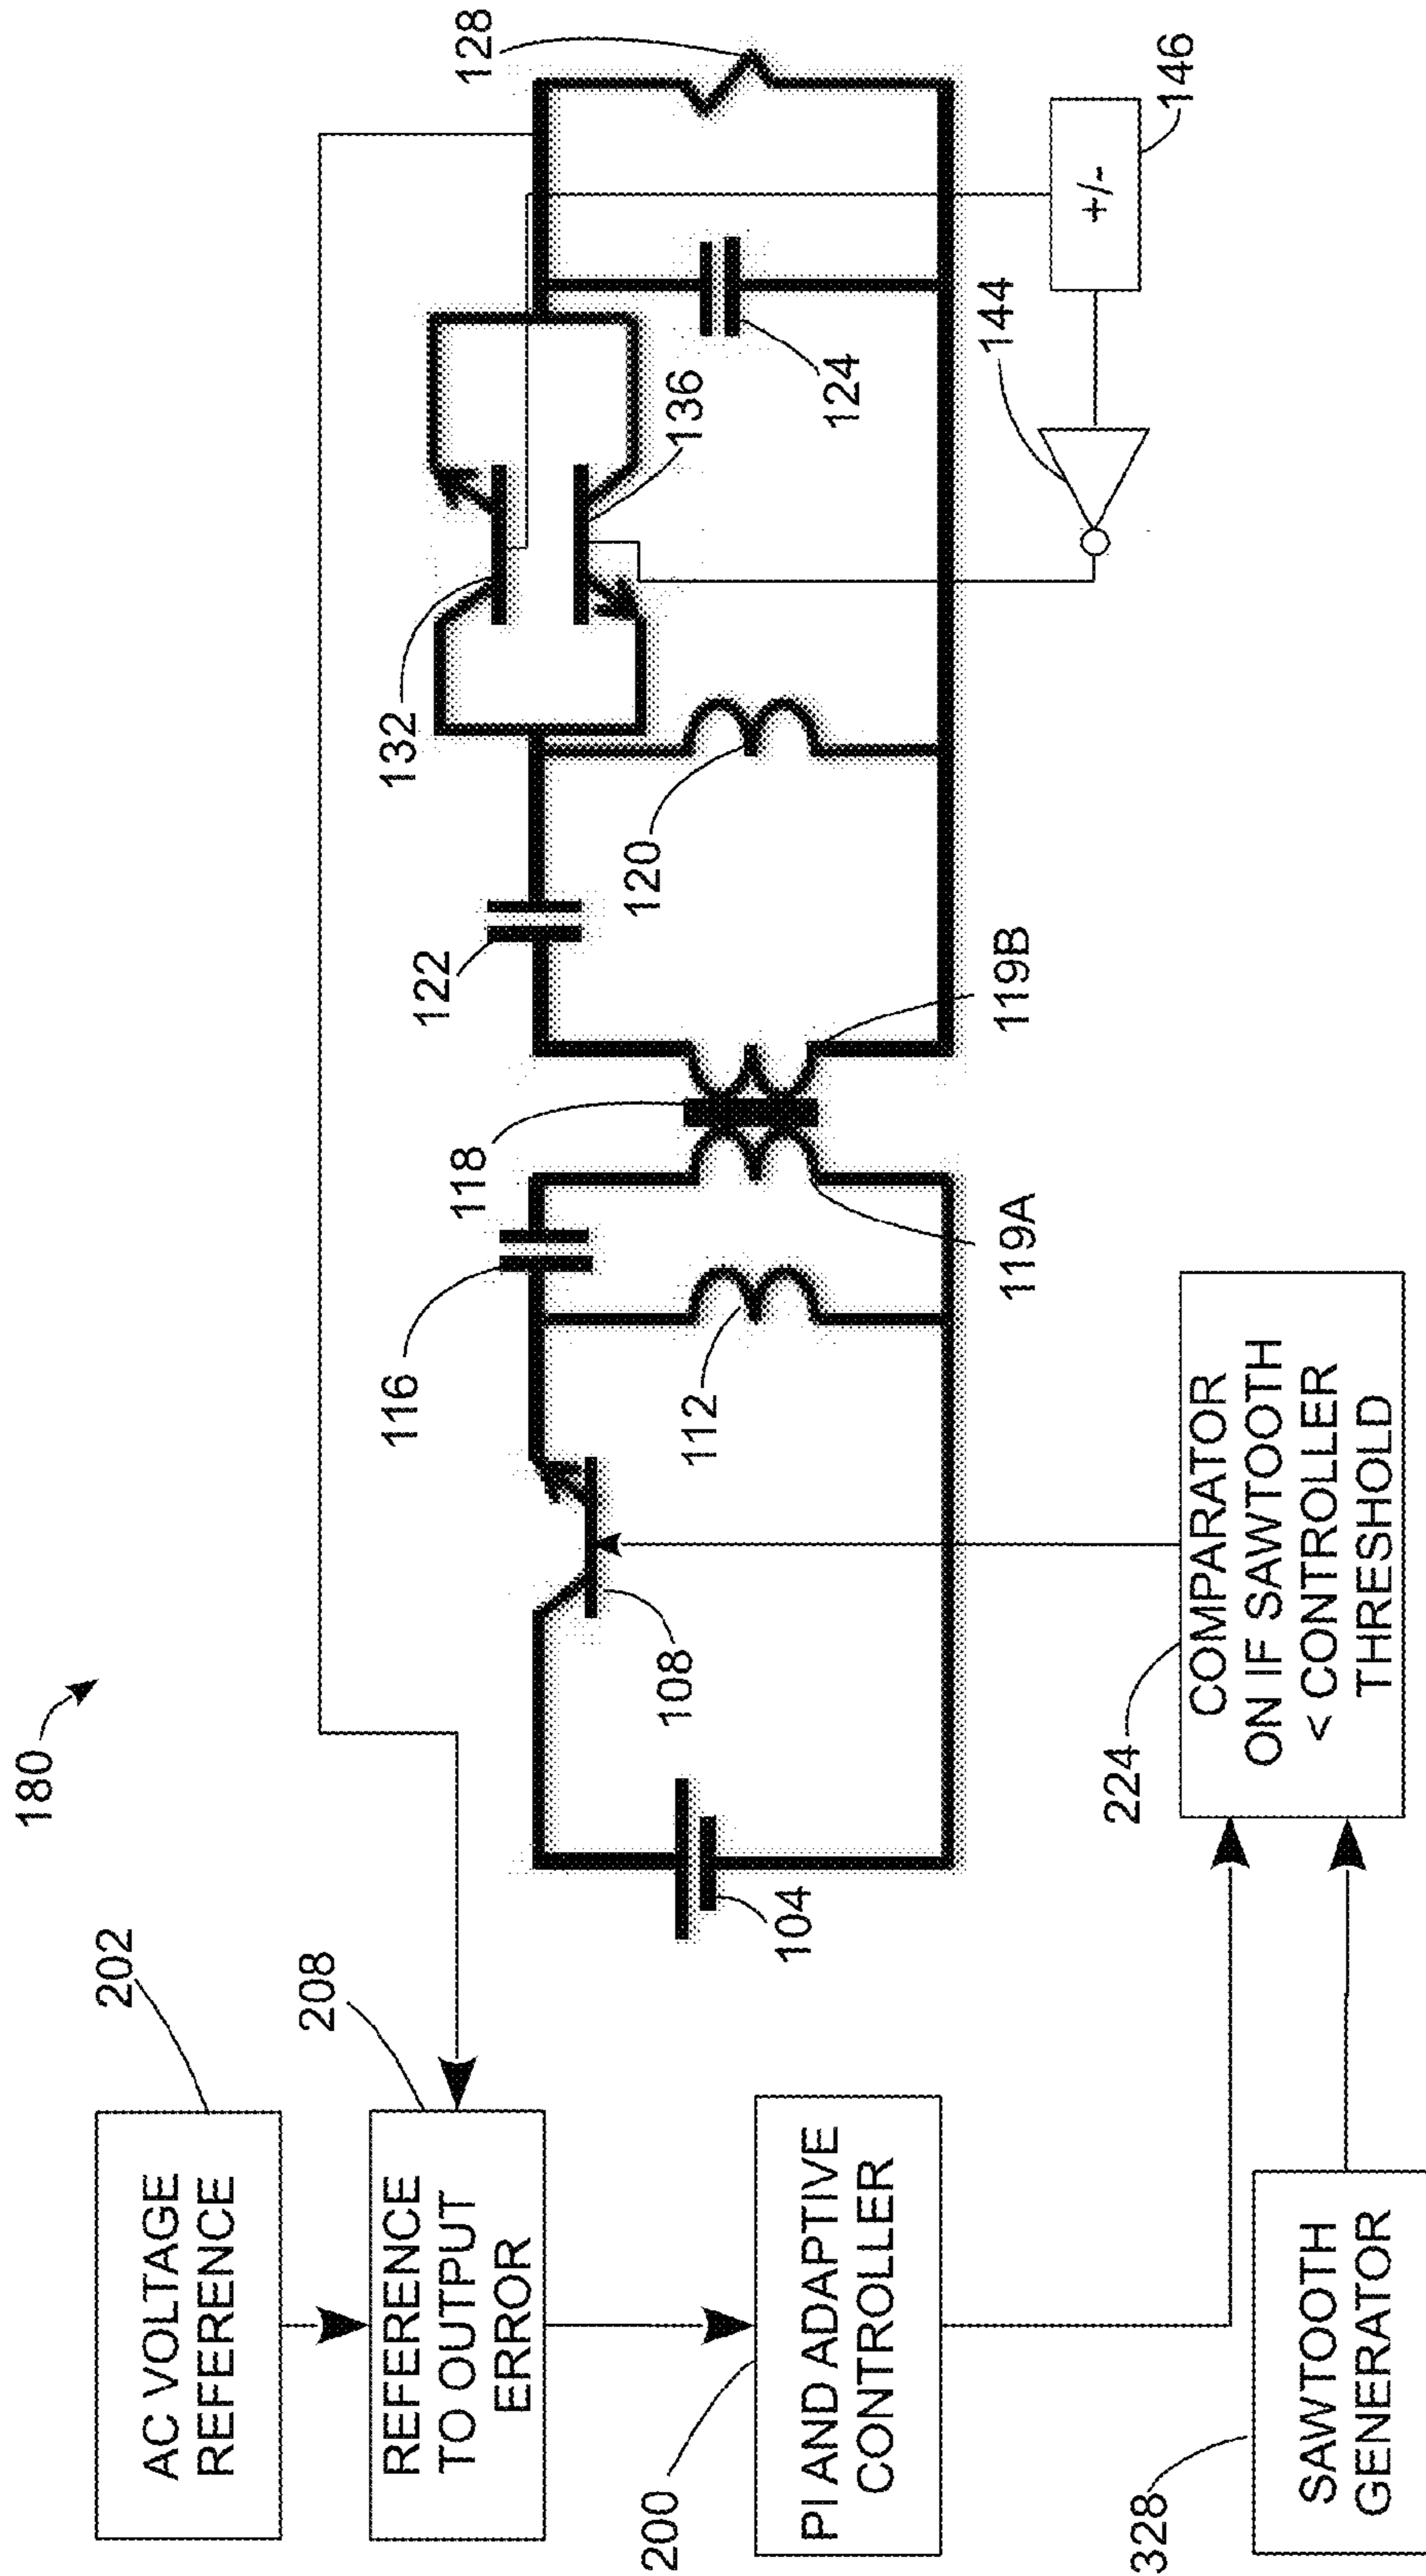 180
202
AC VOLTAGE
REFERENCE
208
REFERENCE
TO OUTPUT
ERROR
200
PI AND ADAPTIVE
CONTROLLER
328
SAWTOOTH
GENERATOR
224
COMPARATOR
ON IF SAWTOOTH
< CONTROLLER
THRESHOLD
104
108
112
116
118
119A
119B
122
120
132
136
124
128
144
+/-
146